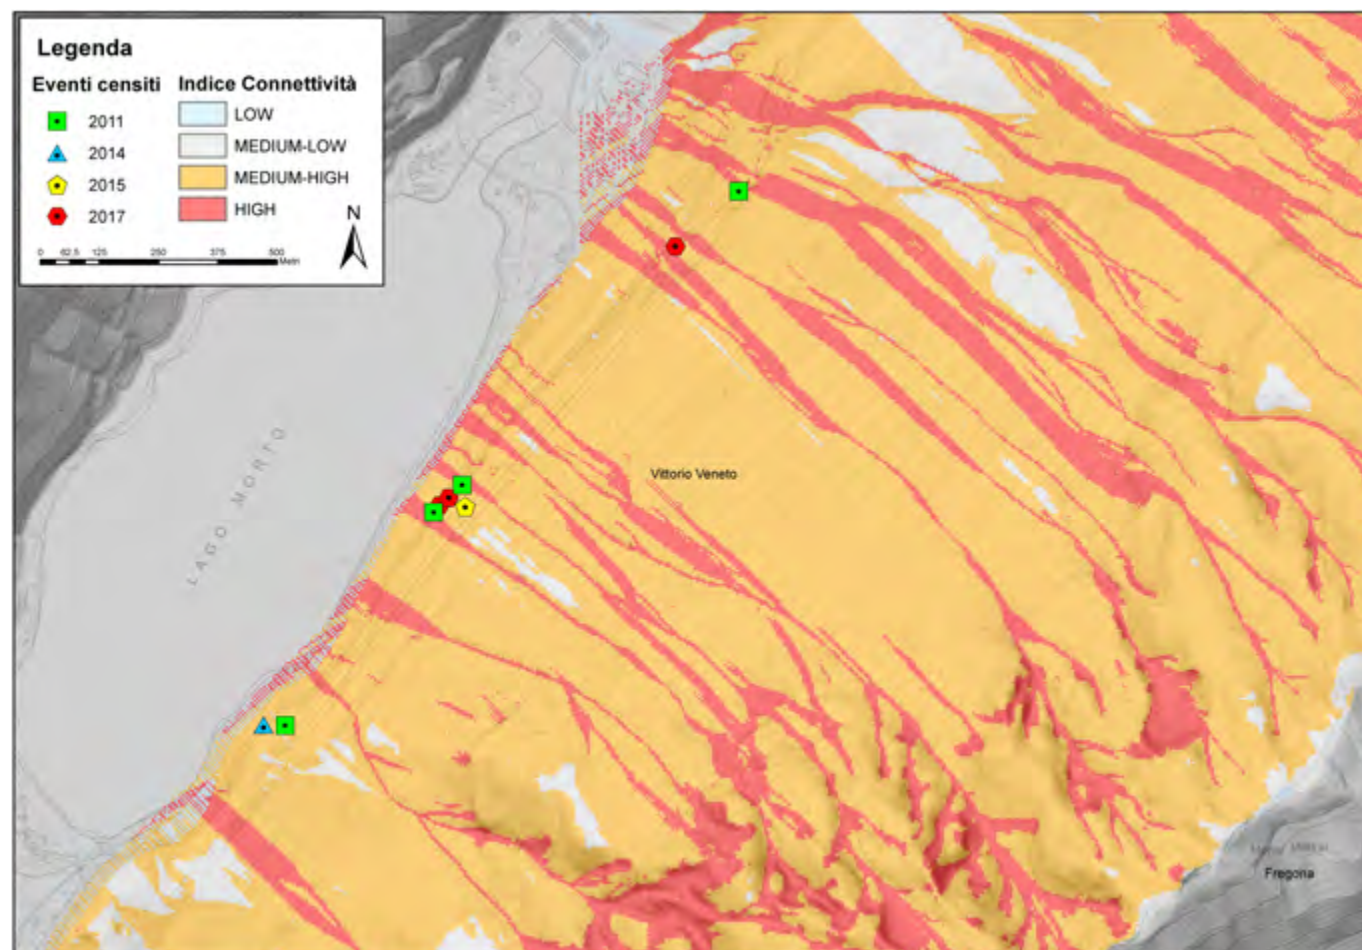 Legenda
Eventi censiti
2011
2014
2015
2017
Indice Connettività
LOW
MEDIUM-LOW
MEDIUM-HIGH
HIGH
N
0 62.5 125 250 375 500
Metri
LAGO MORTO
Vittorio Veneto
Fregona